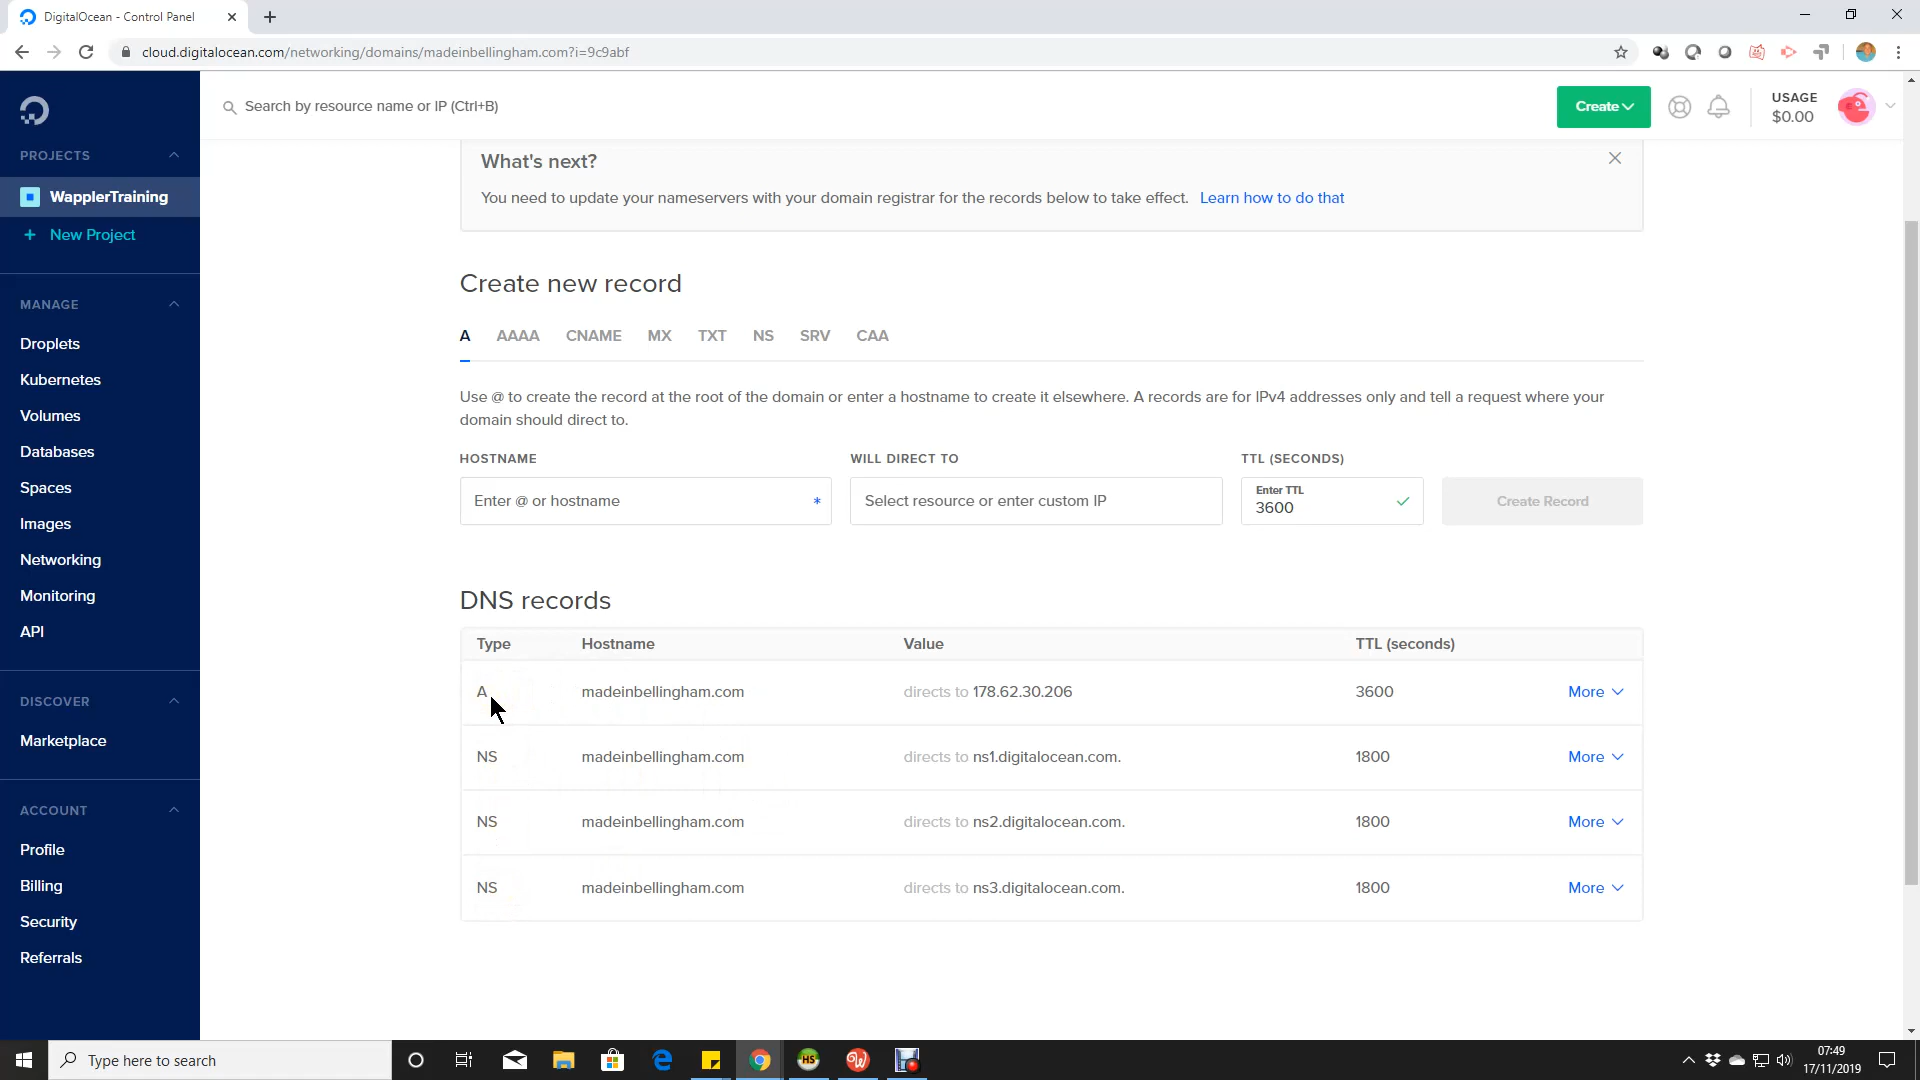 DigitalOcean - Control Panel
cloud.digitalocean.com/networking/domains/madeinbellingham.com?i=9c9abf
Search by resource name or IP (Ctrl+B)
Create
USAGE
$0.00
PROJECTS
WapplerTraining
+ New Project
MANAGE
Droplets
Kubernetes
Volumes
Databases
Spaces
Images
Networking
Monitoring
API
DISCOVER
Marketplace
ACCOUNT
Profile
Billing
Security
Referrals
What's next?
You need to update your nameservers with your domain registrar for the records below to take effect. Learn how to do that
Create new record
A AAAA CNAME MX TXT NS SRV CAA
Use @ to create the record at the root of the domain or enter a hostname to create it elsewhere. A records are for IPv4 addresses only and tell a request where your
domain should direct to.
HOSTNAME WILL DIRECT TO TTL (SECONDS)
Enter @ or hostname * Select resource or enter custom IP
Enter TTL
3600
Create Record
DNS records
Type Hostname Value TTL (seconds)
A madeinbellingham.com directs to 178.62.30.206 3600 More
NS madeinbellingham.com directs to ns1.digitalocean.com. 1800 More
NS madeinbellingham.com directs to ns2.digitalocean.com. 1800 More
NS madeinbellingham.com directs to ns3.digitalocean.com. 1800 More
Type here to search
HS
07:49
17/11/2019